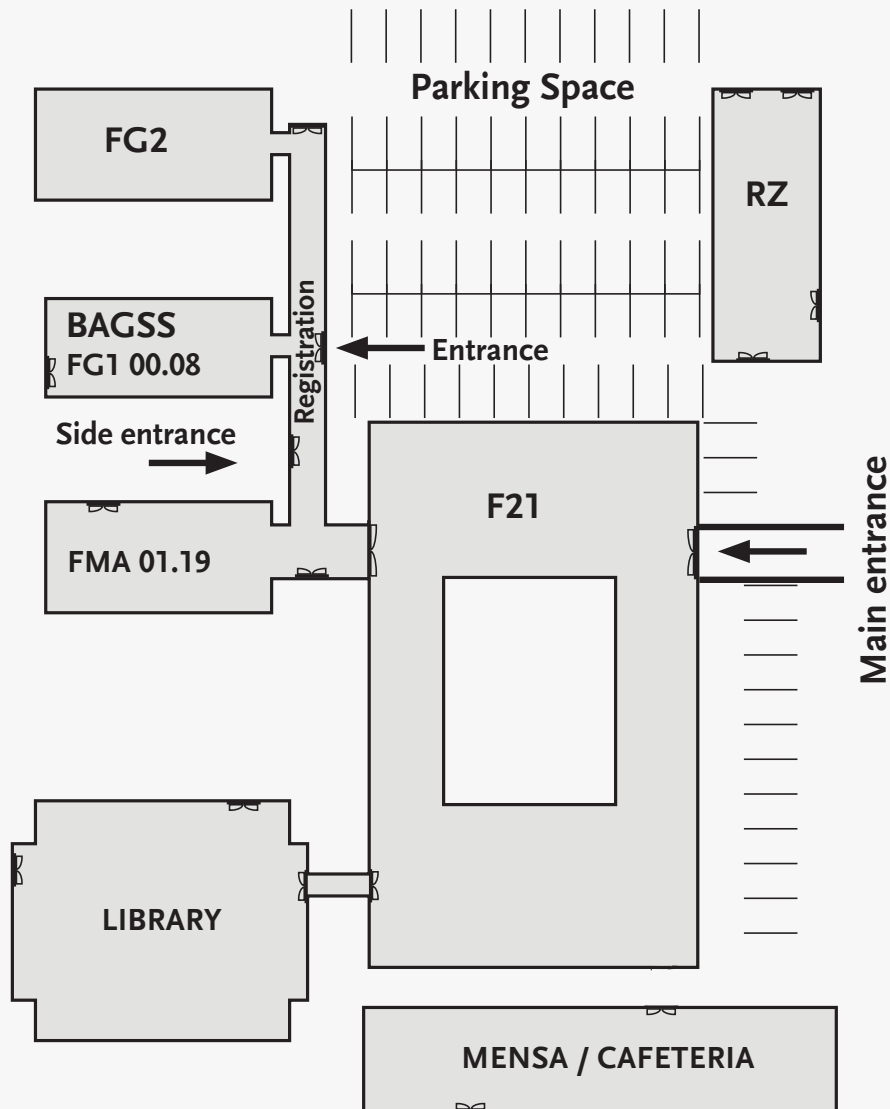 Parking Space
FG2
RZ
BAGSS
FG1 00.08
Registration
Entrance
Side entrance
F21
FMA 01.19
Main entrance
LIBRARY
MENSA / CAFETERIA